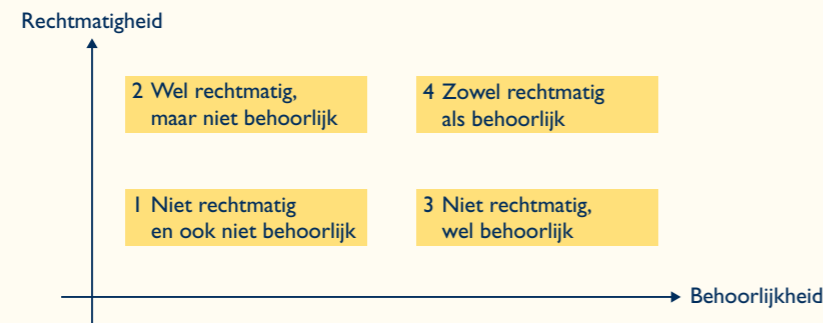 Rechtmatigheid
2 Wel rechtmatig,
maar niet behoorlijk
4 Zowel rechtmatig
als behoorlijk
1 Niet rechtmatig
en ook niet behoorlijk
3 Niet rechtmatig,
wel behoorlijk
Behoorlijkheid